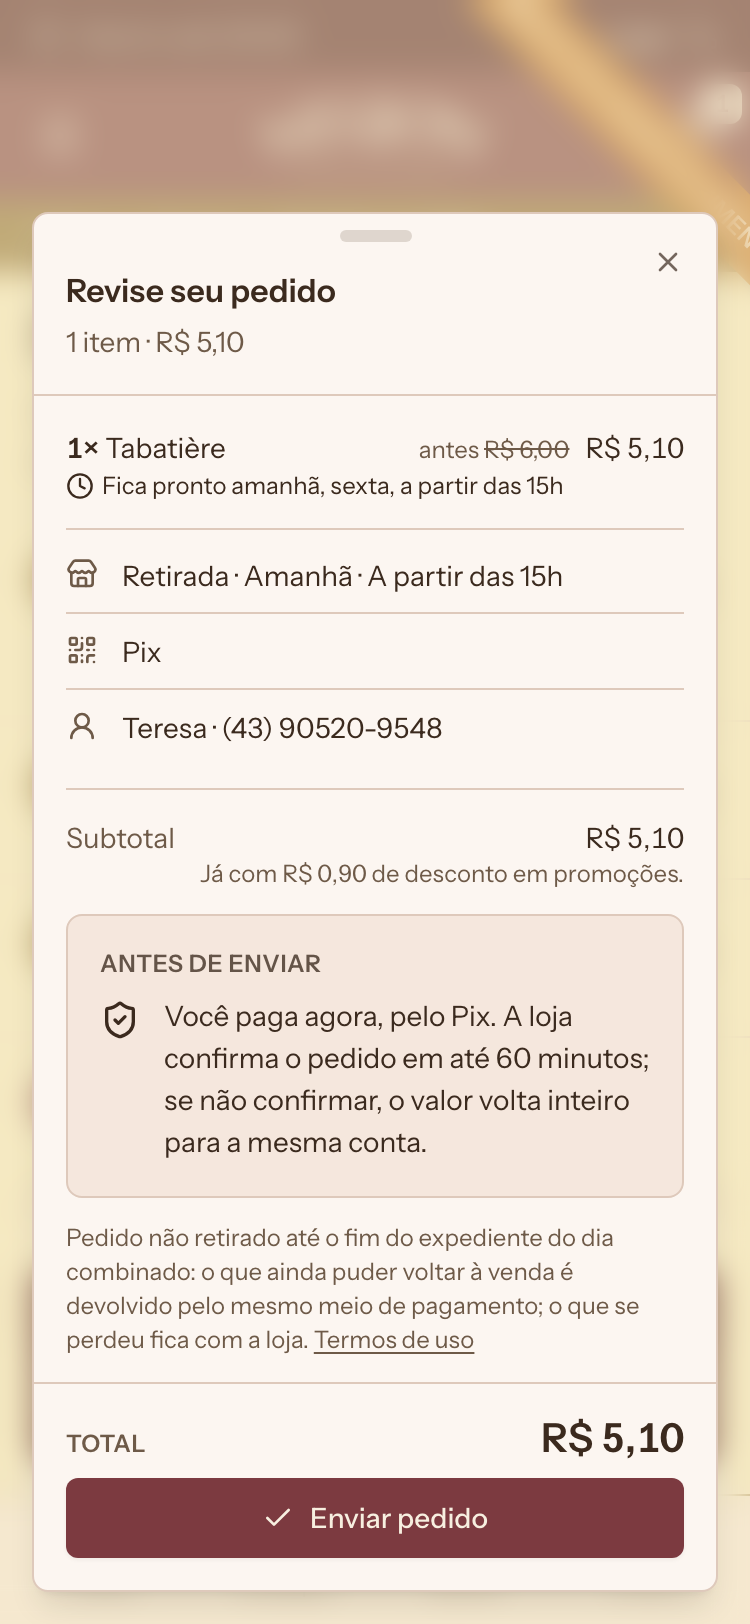 Revise seu pedido
1 item · R$ 5,10
1× Tabatière antes R$ 6,00 R$ 5,10
Fica pronto amanhã, sexta, a partir das 15h
Retirada · Amanhã · A partir das 15h
Pix
Teresa · (43) 90520-9548
Subtotal R$ 5,10
Já com R$ 0,90 de desconto em promoções.
ANTES DE ENVIAR
Você paga agora, pelo Pix. A loja
confirma o pedido em até 60 minutos;
se não confirmar, o valor volta inteiro
para a mesma conta.
Pedido não retirado até o fim do expediente do dia
combinado: o que ainda puder voltar à venda é
devolvido pelo mesmo meio de pagamento; o que se
perdeu fica com a loja. Termos de uso
TOTAL R$ 5,10
Enviar pedido